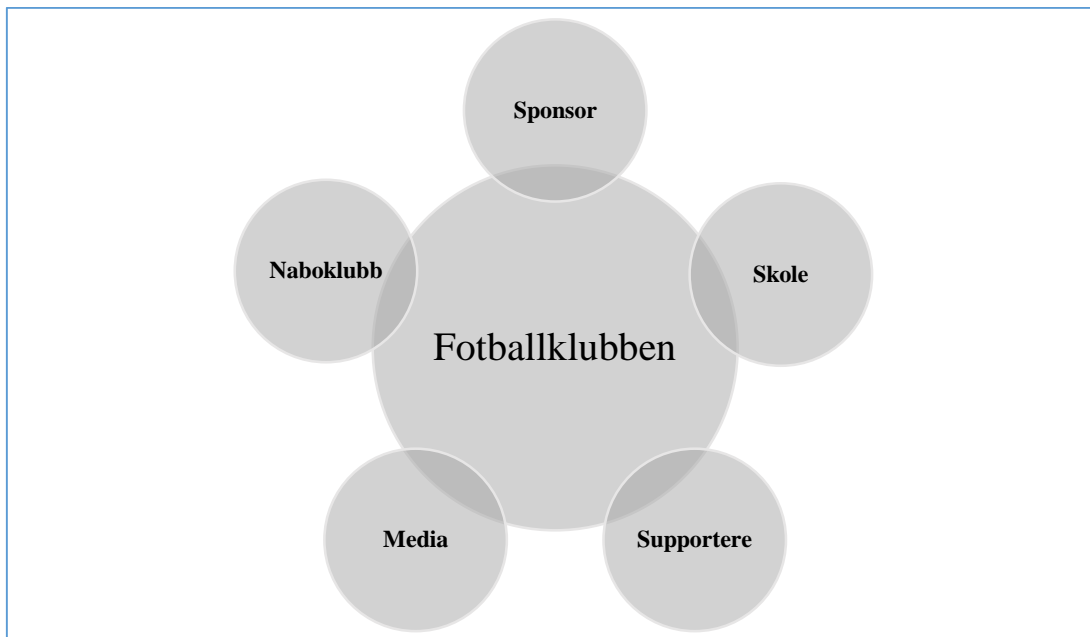 Sponsor
Naboklubb
Skole
Fotballklubben
Media
Supportere